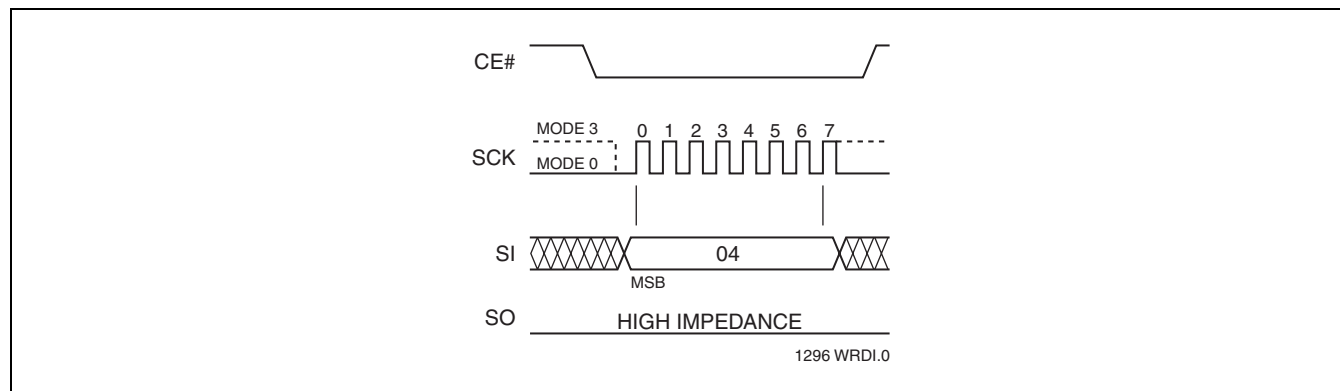 CE#
MODE 3
0 1 2 3 4 5 6 7
SCK
MODE 0
SI
04
MSB
SO
HIGH IMPEDANCE
1296 WRDI.0